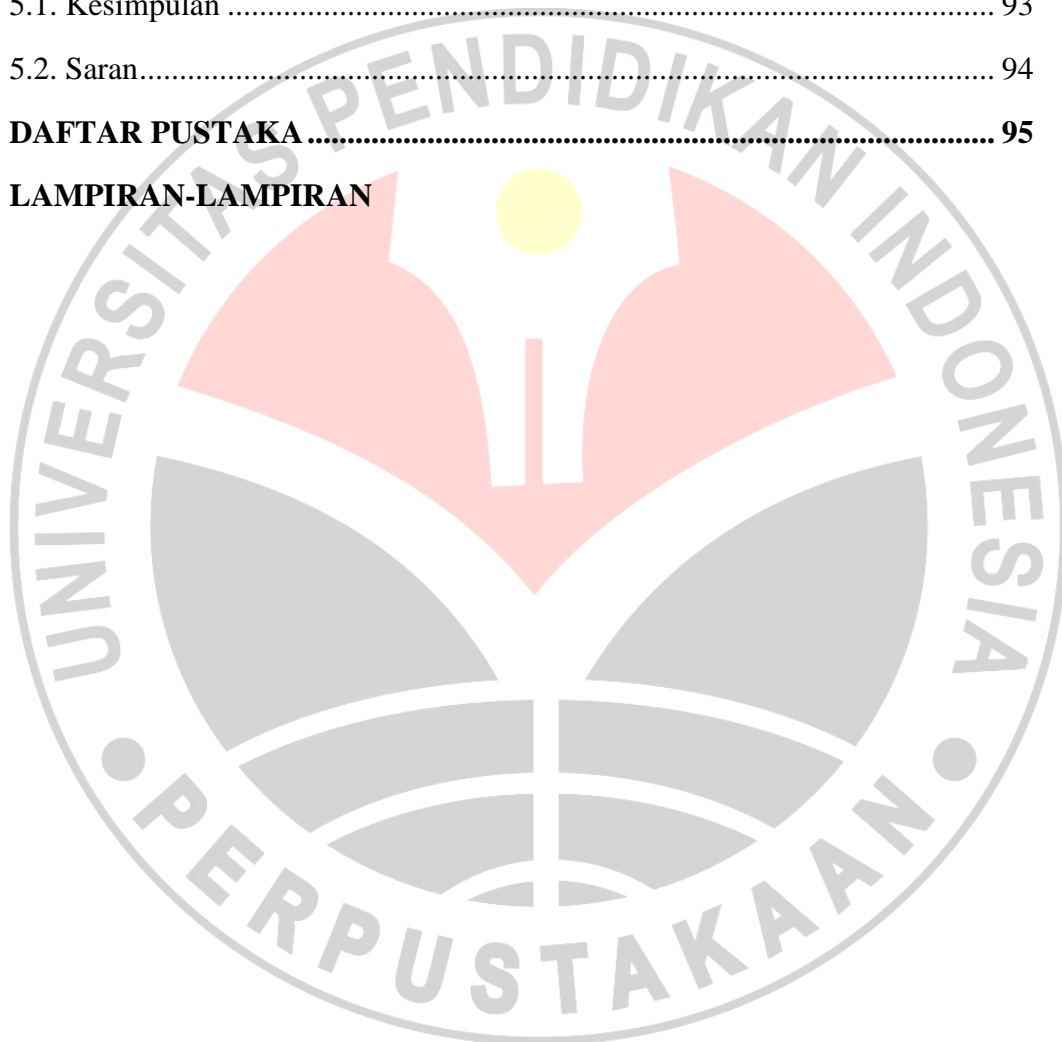 5.1. Kesimpulan ........................................................................................................ 93
5.2. Saran................................................................................................................... 94
DAFTAR PUSTAKA ............................................................................................ 95
LAMPIRAN-LAMPIRAN
UNIVERSITAS PENDIDIKAN INDONESIA
PERPUSTAKAAN